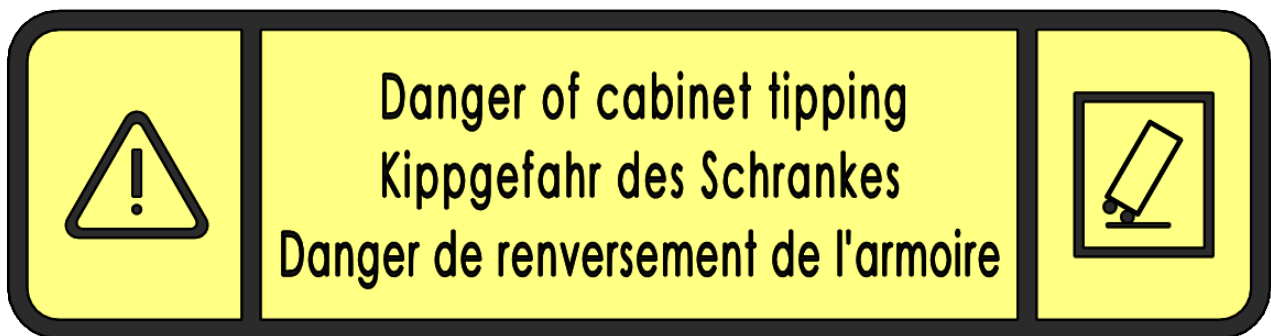 Danger of cabinet tipping
Kippgefahr des Schrankes
Danger de renversement de l'armoire